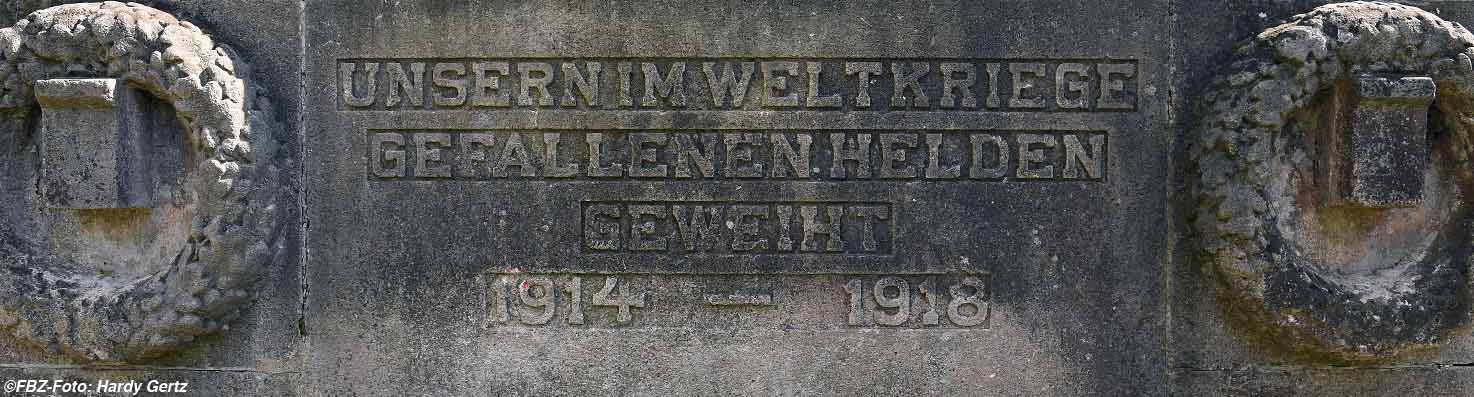 UNSERN IM WELTKRIEGE
GEFALLENEN HELDEN
GEWEIHT
1914 — 1918
©FBZ-Foto: Hardy Gertz